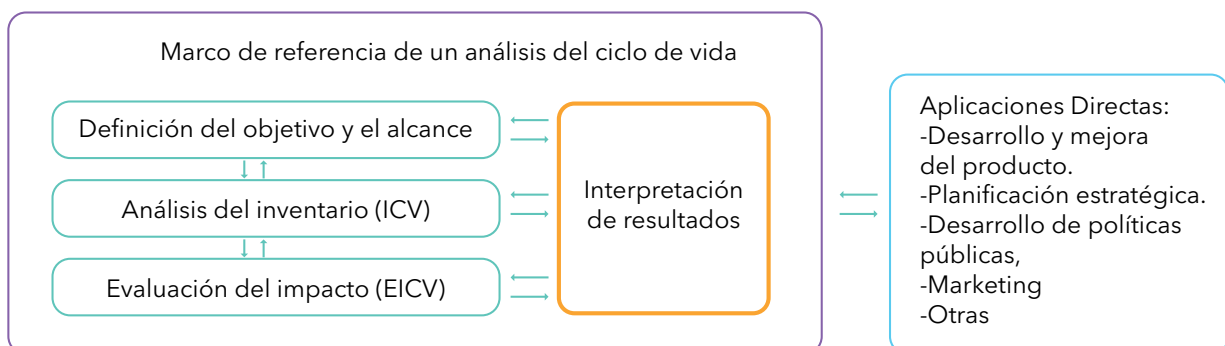 Marco de referencia de un análisis del ciclo de vida
Definición del objetivo y el alcance
Análisis del inventario (ICV)
Evaluación del impacto (EICV)
Interpretación
de resultados
Aplicaciones Directas:
-Desarrollo y mejora
del producto.
-Planificación estratégica.
-Desarrollo de políticas
públicas,
-Marketing
-Otras